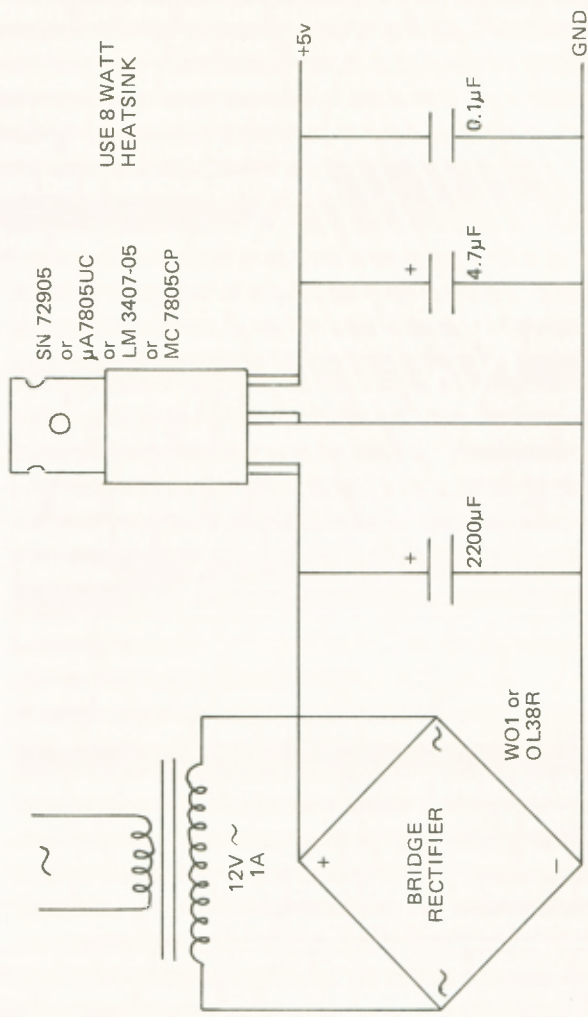 SN 72905
or
µA7805UC
or
LM 3407-05
or
MC 7805CP
USE 8 WATT
HEATSINK
+5v
12V ~
1A
~
+
BRIDGE
RECTIFIER
~
~
–
WO1 or
OL38R
+
2200µF
+
4.7µF
0.1µF
GND